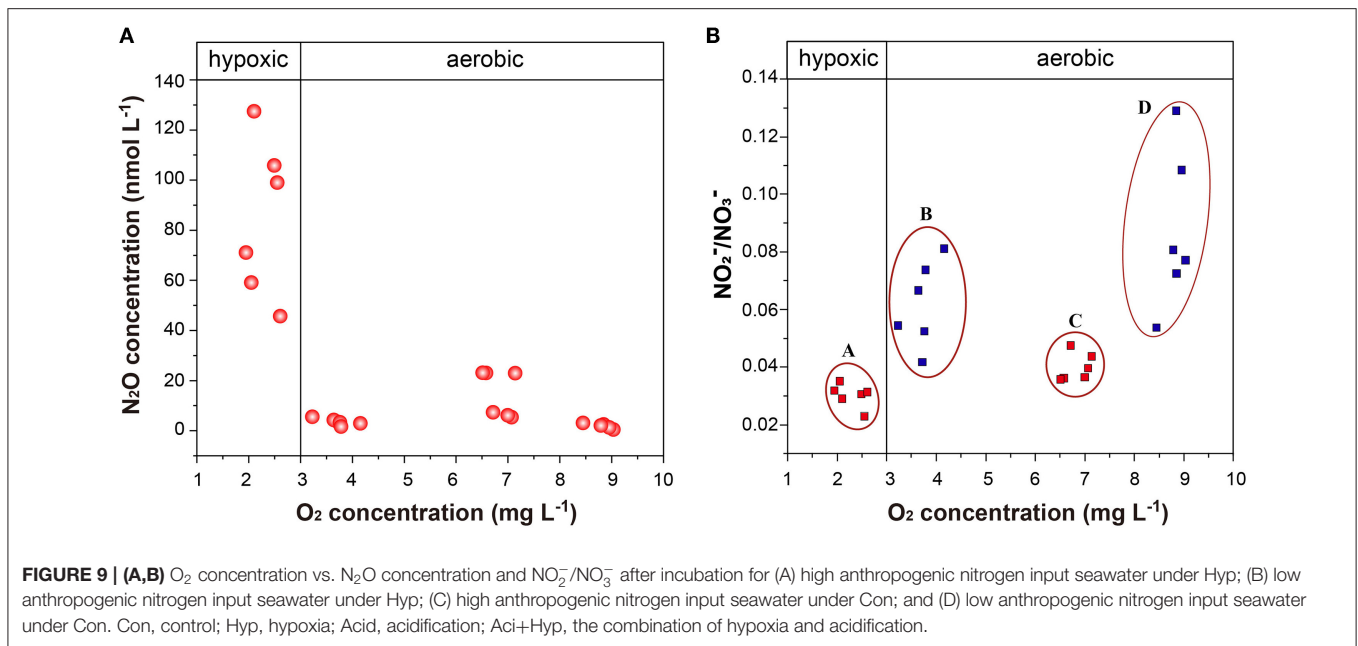 A
hypoxic aerobic
140
120
100
80
60
40
20
0
N₂O concentration (nmol L⁻¹)
1 2 3 4 5 6 7 8 9 10
O₂ concentration (mg L⁻¹)
B
hypoxic aerobic
0.14
0.12
0.10
0.08
0.06
0.04
0.02
NO₂⁻/NO₃⁻
A
B
C
D
1 2 3 4 5 6 7 8 9 10
O₂ concentration (mg L⁻¹)
FIGURE 9 | (A,B) O₂ concentration vs. N₂O concentration and NO₂⁻/NO₃⁻ after incubation for (A) high anthropogenic nitrogen input seawater under Hyp; (B) low
anthropogenic nitrogen input seawater under Hyp; (C) high anthropogenic nitrogen input seawater under Con; and (D) low anthropogenic nitrogen input seawater
under Con. Con, control; Hyp, hypoxia; Acid, acidification; Aci+Hyp, the combination of hypoxia and acidification.